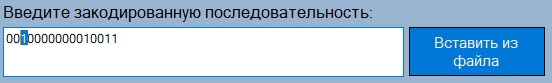 Введите закодированную последовательность:
0010000000010011
Вставить из
файла